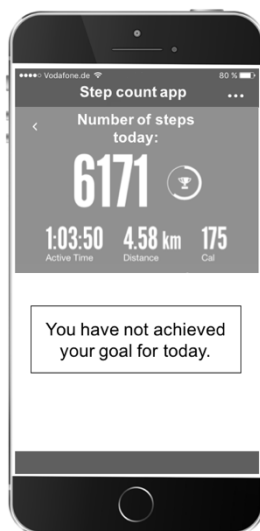 Vodafone.de
80 %
Step count app
...
Number of steps
today:
6171
1:03:50 4.58 km 175
Active Time Distance Cal
You have not achieved
your goal for today.